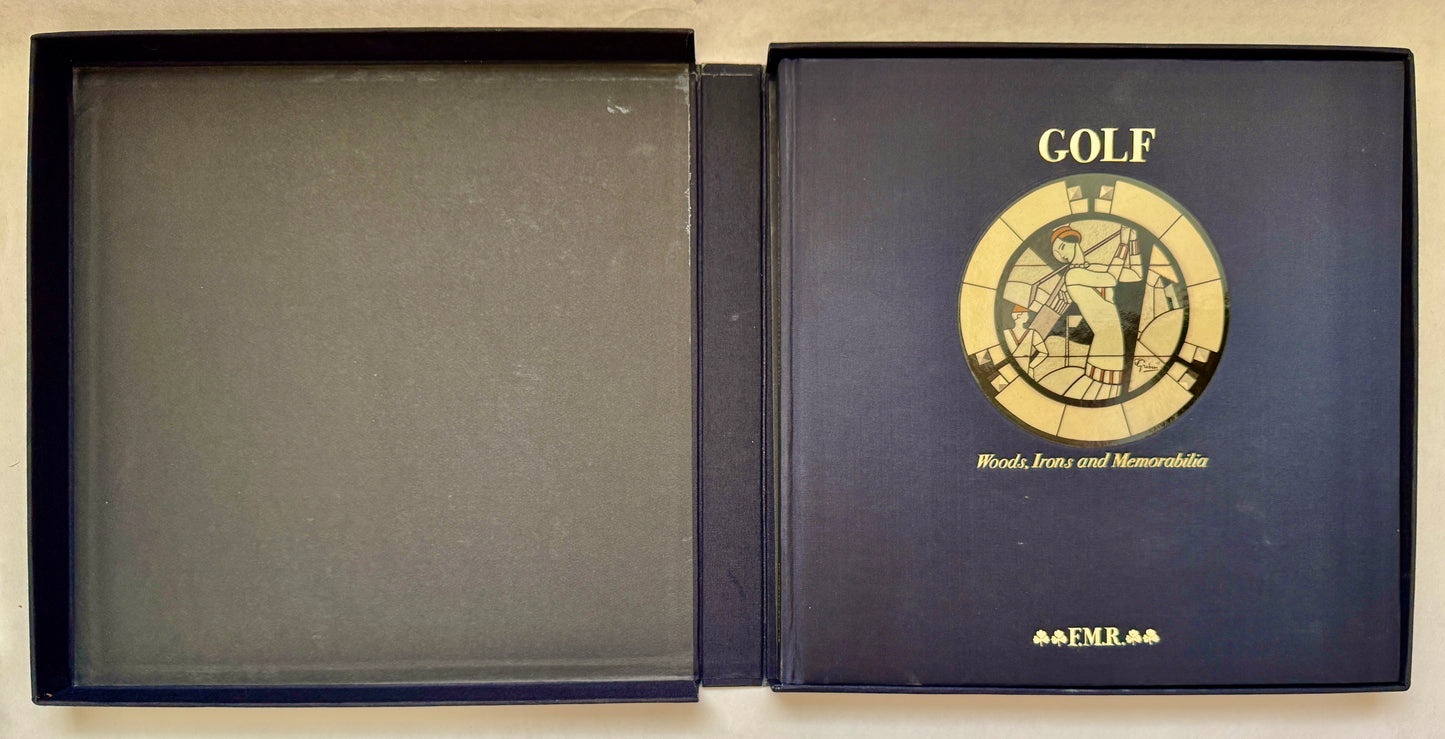 GOLF
Woods, Irons and Memorabilia
F.M.R.